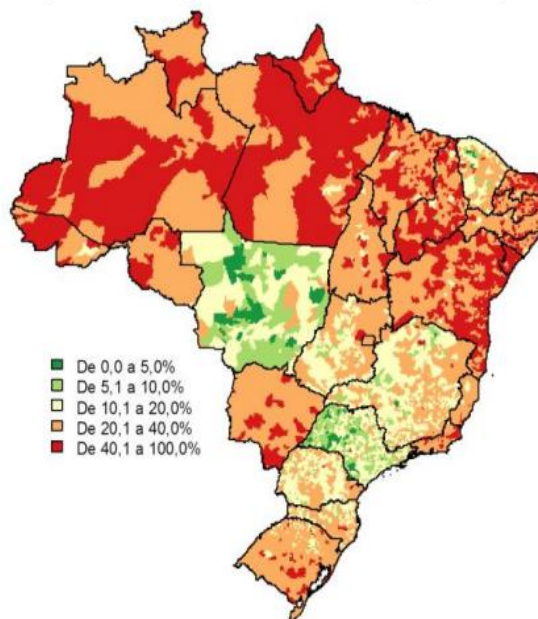 De 0,0 a 5,0%
De 5,1 a 10,0%
De 10,1 a 20,0%
De 20,1 a 40,0%
De 40,1 a 100,0%